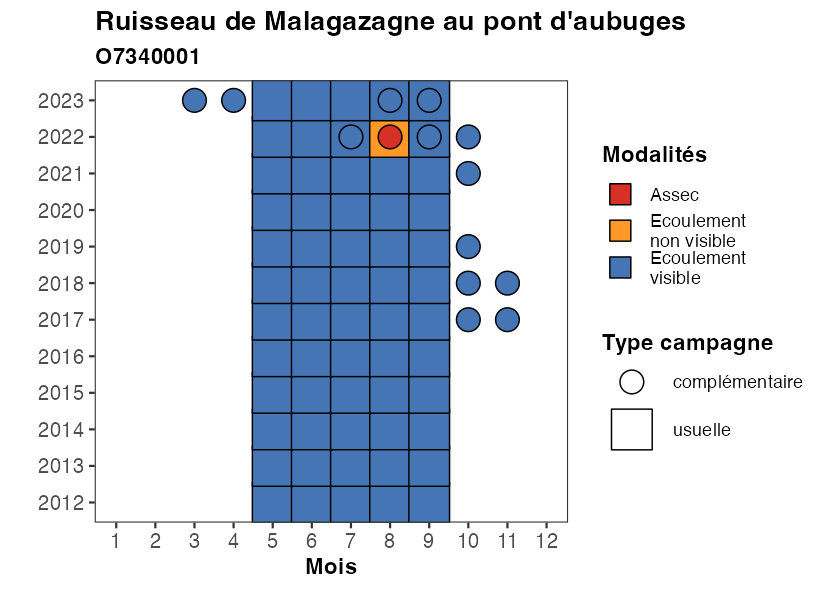 Ruisseau de Malagazagne au pont d'aubuges
O7340001
2023
2022
2021
2020
2019
2018
2017
2016
2015
2014
2013
2012
1 2 3 4 5 6 7 8 9 10 11 12
Mois
Modalités
Assec
Ecoulement
non visible
Ecoulement
visible
Type campagne
complémentaire
usuelle